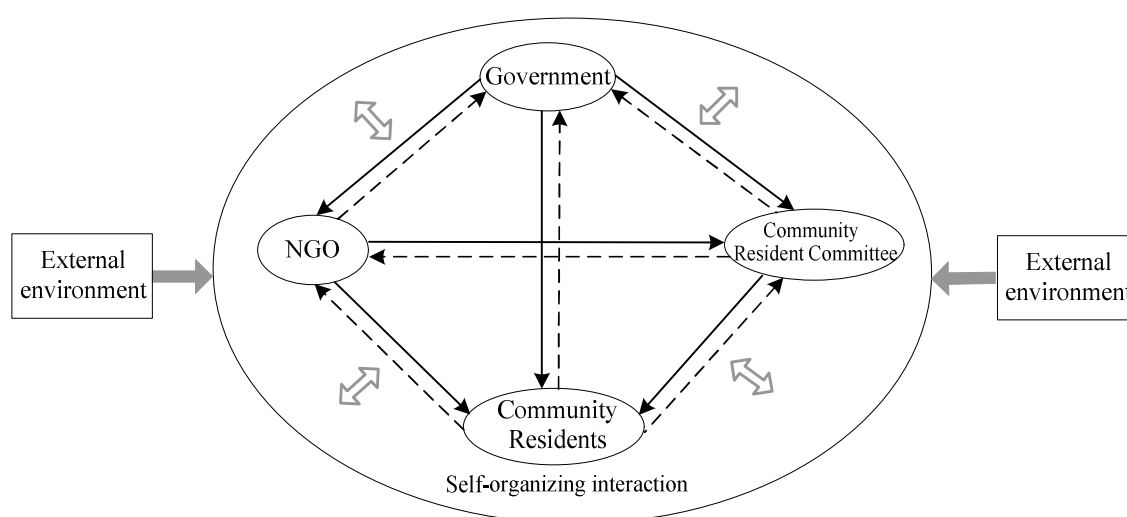 Government
NGO
Community
Resident Committee
External
environment
External
environment
Community
Residents
Self-organizing interaction